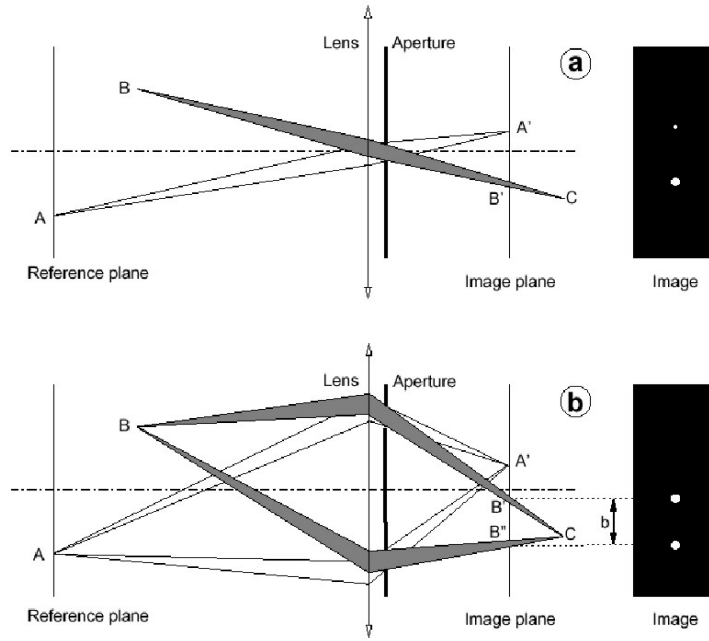 Lens Aperture
a
B
A'
A
B' C
Reference plane
Image plane
Image
Lens Aperture
b
B
A'
B'
b
B"
C
A
Reference plane
Image plane
Image